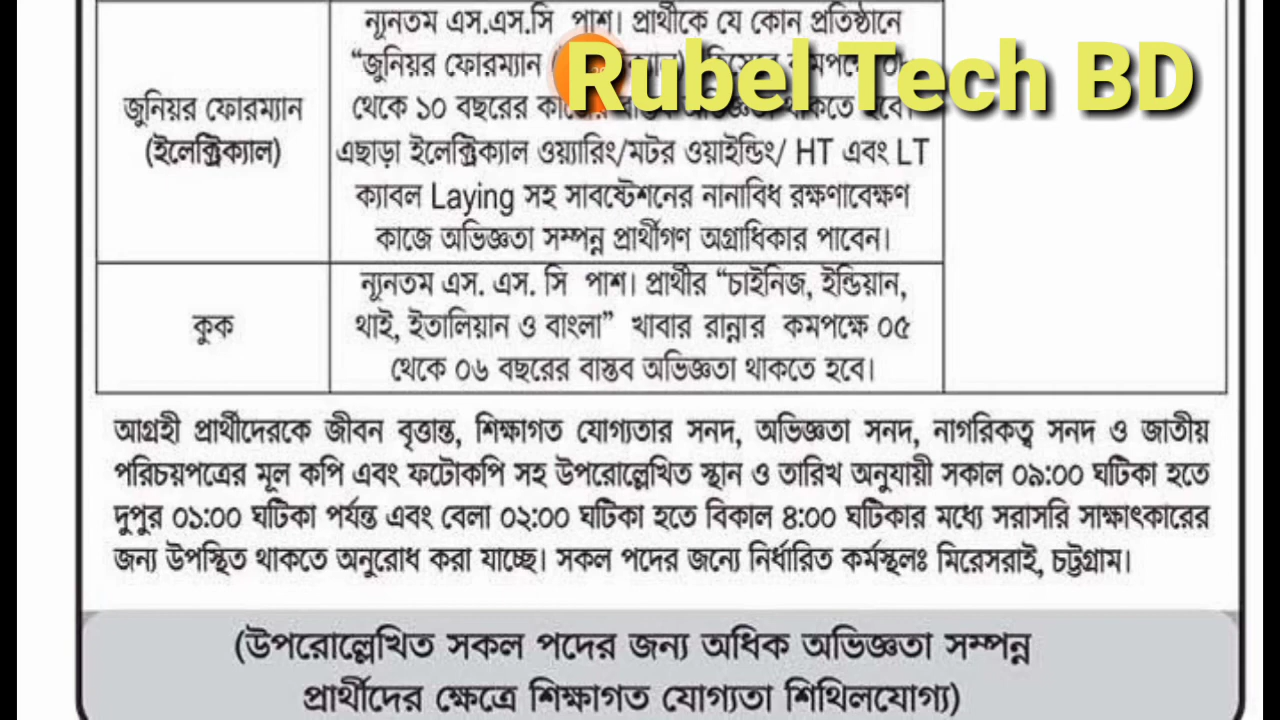 ন্যূনতম এস.এস.সি পাশ। প্রার্থীকে যে কোন প্রতিষ্ঠানে
“জুনিয়র ফোরম্যান
Rubel Tech BD
জুনিয়র ফোরম্যান
(ইলেক্ট্রিক্যাল)
থেকে ১০ বছরের থাকতে হবে।
এছাড়া ইলেক্ট্রিক্যাল ওয়্যারিং/মটর ওয়াইন্ডিং/ HT এবং LT
ক্যাবল Laying সহ সাবষ্টেশনের নানাবিধ রক্ষণাবেক্ষণ
কাজে অভিজ্ঞতা সম্পন্ন প্রার্থীগণ অগ্রাধিকার পাবেন।
কুক
ন্যূনতম এস. এস. সি পাশ। প্রার্থীর “চাইনিজ, ইন্ডিয়ান,
থাই, ইতালিয়ান ও বাংলা” খাবার রান্নার কমপক্ষে ০৫
থেকে ০৬ বছরের বাস্তব অভিজ্ঞতা থাকতে হবে।
আগ্রহী প্রার্থীদেরকে জীবন বৃত্তান্ত, শিক্ষাগত যোগ্যতার সনদ, অভিজ্ঞতা সনদ, নাগরিকত্ব সনদ ও জাতীয়
পরিচয়পত্রের মূল কপি এবং ফটোকপি সহ উপরোল্লেখিত স্থান ও তারিখ অনুযায়ী সকাল ০৯:০০ ঘটিকা হতে
দুপুর ০১:০০ ঘটিকা পর্যন্ত এবং বেলা ০২:০০ ঘটিকা হতে বিকাল ৪:০০ ঘটিকার মধ্যে সরাসরি সাক্ষাৎকারের
জন্য উপস্থিত থাকতে অনুরোধ করা যাচ্ছে। সকল পদের জন্যে নির্ধারিত কর্মস্থলঃ মিরেসরাই, চট্টগ্রাম।
(উপরোল্লেখিত সকল পদের জন্য অধিক অভিজ্ঞতা সম্পন্ন
প্রার্থীদের ক্ষেত্রে শিক্ষাগত যোগ্যতা শিথিলযোগ্য)